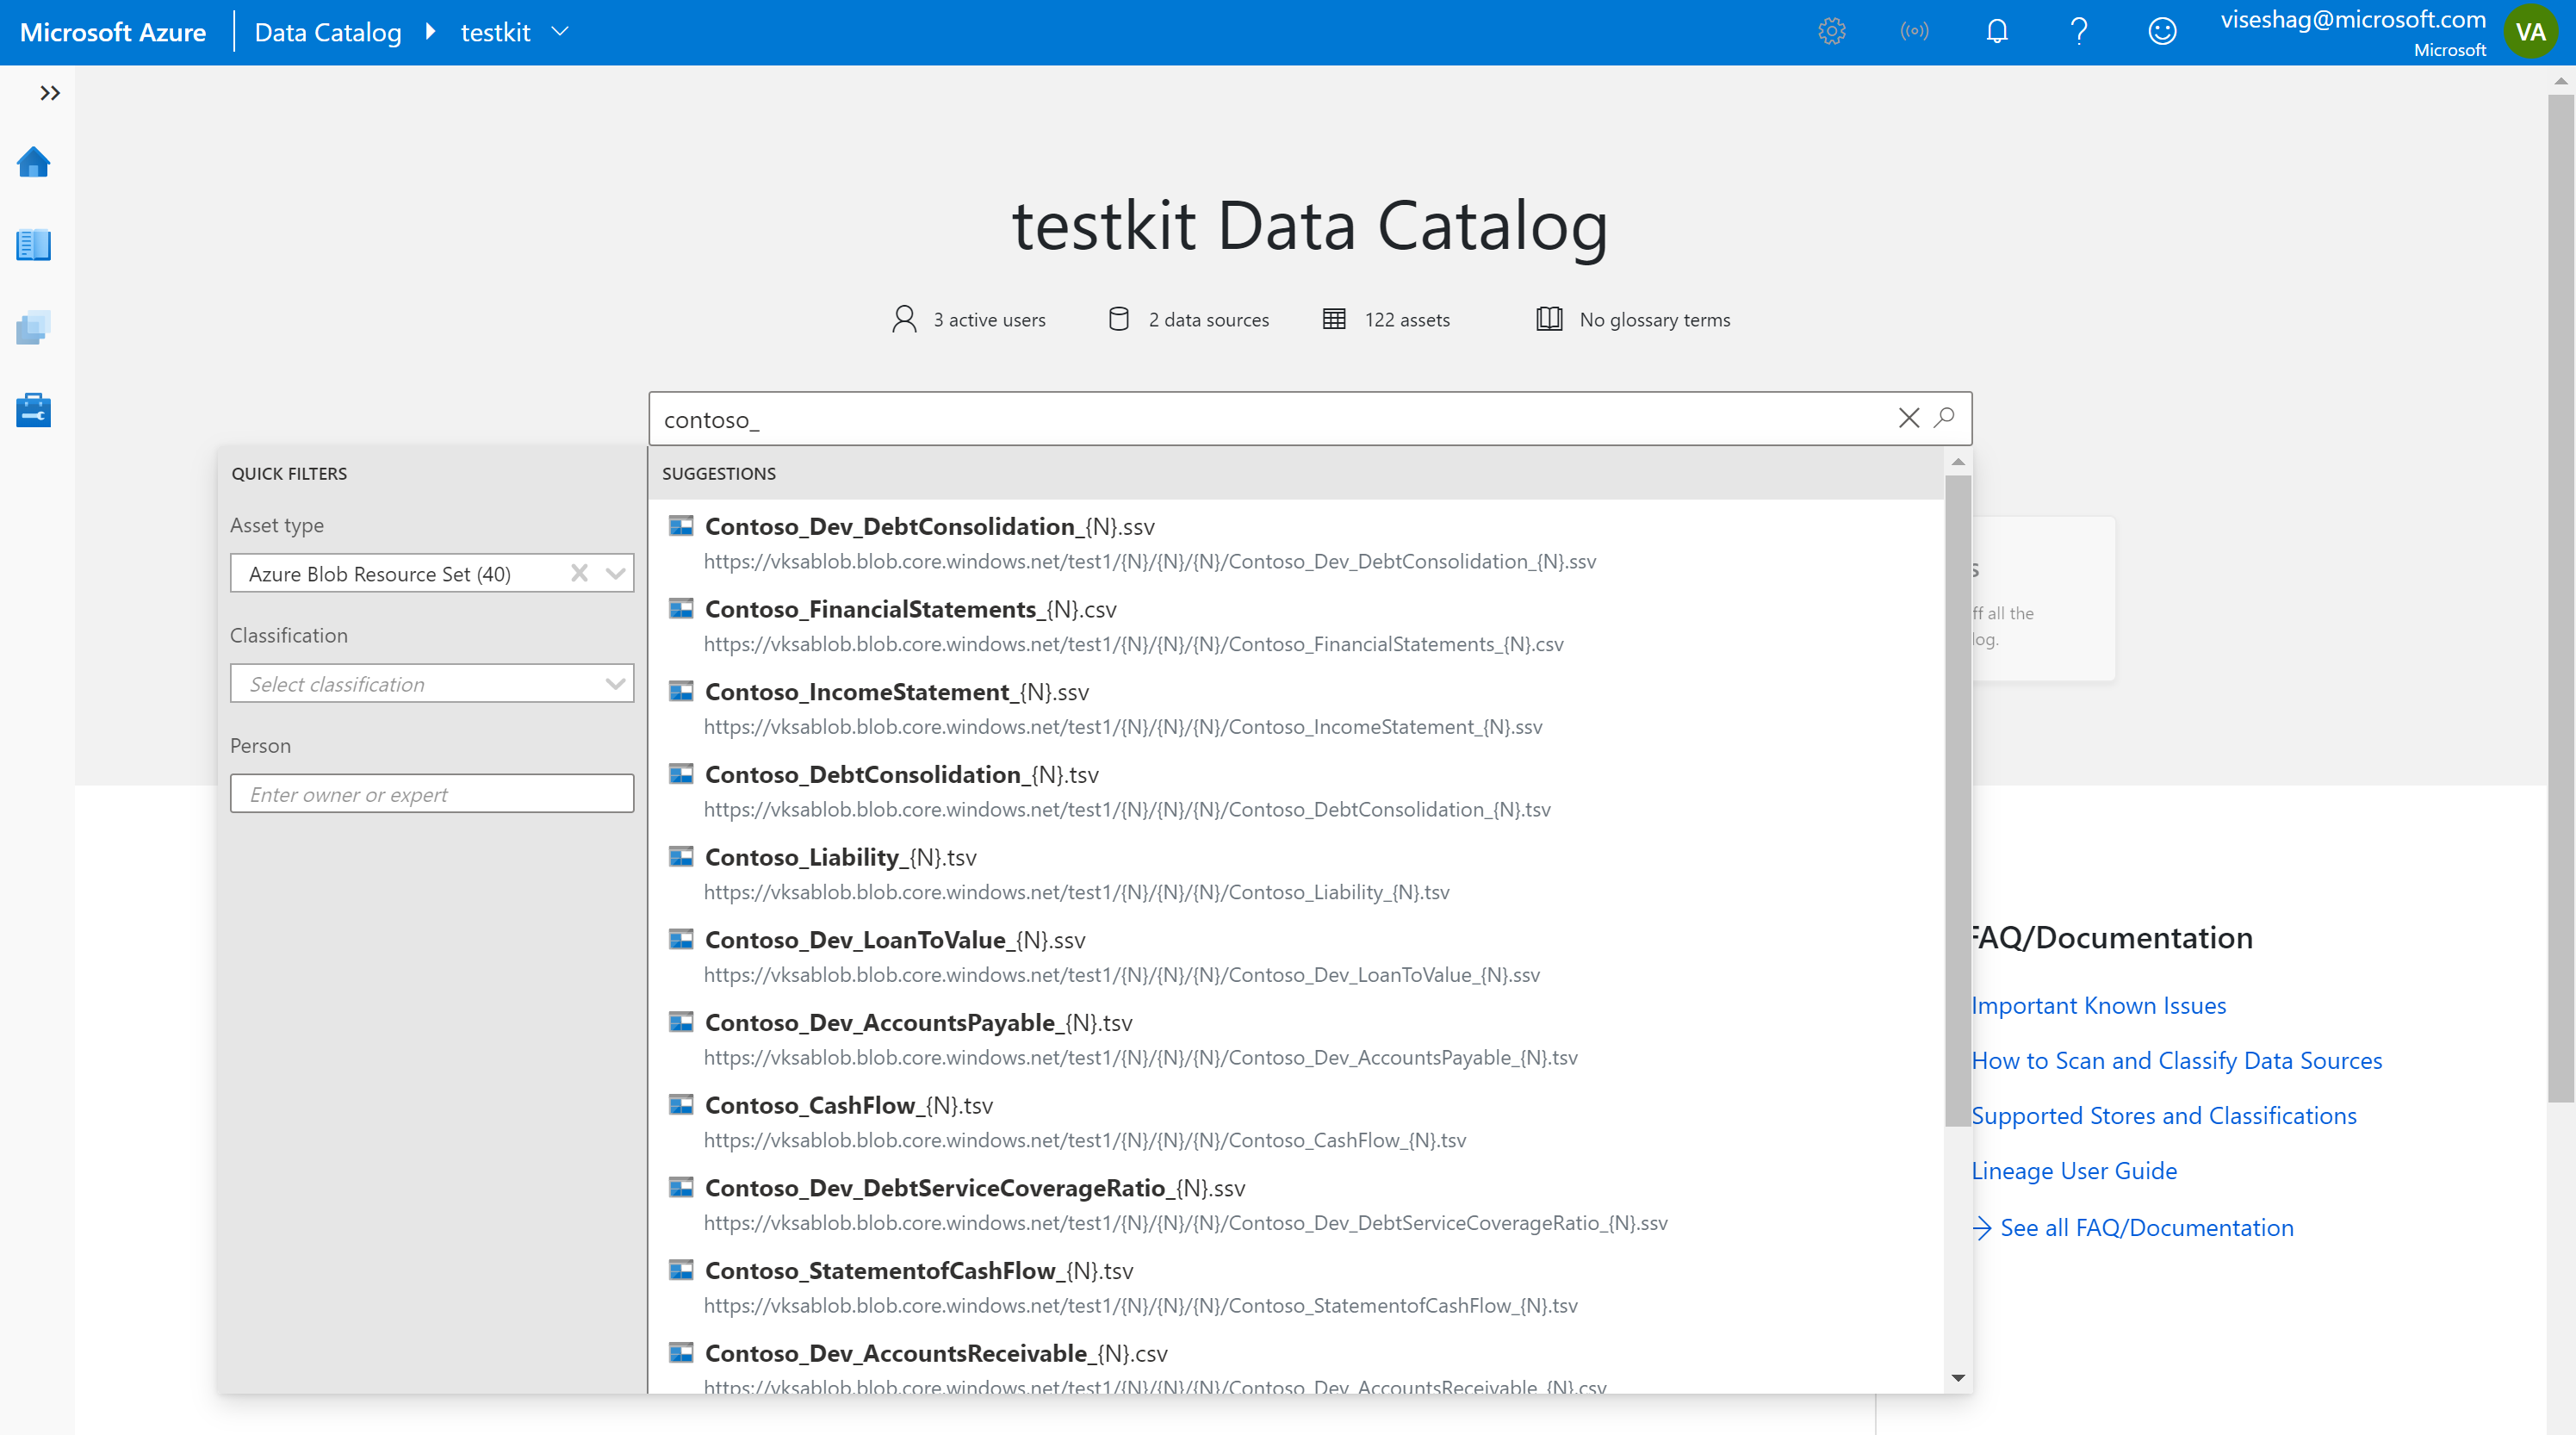 Microsoft Azure
Data Catalog
testkit
viseshag@microsoft.com
Microsoft
VA
testkit Data Catalog
3 active users
2 data sources
122 assets
No glossary terms
contoso_
QUICK FILTERS
Asset type
Azure Blob Resource Set (40)
Classification
Select classification
Person
Enter owner or expert
SUGGESTIONS
Contoso_Dev_DebtConsolidation_{N}.ssv
https://vksablob.blob.core.windows.net/test1/{N}/{N}/{N}/Contoso_Dev_DebtConsolidation_{N}.ssv
Contoso_FinancialStatements_{N}.csv
https://vksablob.blob.core.windows.net/test1/{N}/{N}/{N}/Contoso_FinancialStatements_{N}.csv
Contoso_IncomeStatement_{N}.ssv
https://vksablob.blob.core.windows.net/test1/{N}/{N}/{N}/Contoso_IncomeStatement_{N}.ssv
Contoso_DebtConsolidation_{N}.tsv
https://vksablob.blob.core.windows.net/test1/{N}/{N}/{N}/Contoso_DebtConsolidation_{N}.tsv
Contoso_Liability_{N}.tsv
https://vksablob.blob.core.windows.net/test1/{N}/{N}/{N}/Contoso_Liability_{N}.tsv
Contoso_Dev_LoanToValue_{N}.ssv
https://vksablob.blob.core.windows.net/test1/{N}/{N}/{N}/Contoso_Dev_LoanToValue_{N}.ssv
Contoso_Dev_AccountsPayable_{N}.tsv
https://vksablob.blob.core.windows.net/test1/{N}/{N}/{N}/Contoso_Dev_AccountsPayable_{N}.tsv
Contoso_CashFlow_{N}.tsv
https://vksablob.blob.core.windows.net/test1/{N}/{N}/{N}/Contoso_CashFlow_{N}.tsv
Contoso_Dev_DebtServiceCoverageRatio_{N}.ssv
https://vksablob.blob.core.windows.net/test1/{N}/{N}/{N}/Contoso_Dev_DebtServiceCoverageRatio_{N}.ssv
Contoso_StatementofCashFlow_{N}.tsv
https://vksablob.blob.core.windows.net/test1/{N}/{N}/{N}/Contoso_StatementofCashFlow_{N}.tsv
Contoso_Dev_AccountsReceivable_{N}.csv
https://vksablob.blob.core.windows.net/test1/{N}/{N}/{N}/Contoso_Dev_AccountsReceivable_{N}.csv
s
ff all the
log.
FAQ/Documentation
Important Known Issues
How to Scan and Classify Data Sources
Supported Stores and Classifications
Lineage User Guide
See all FAQ/Documentation